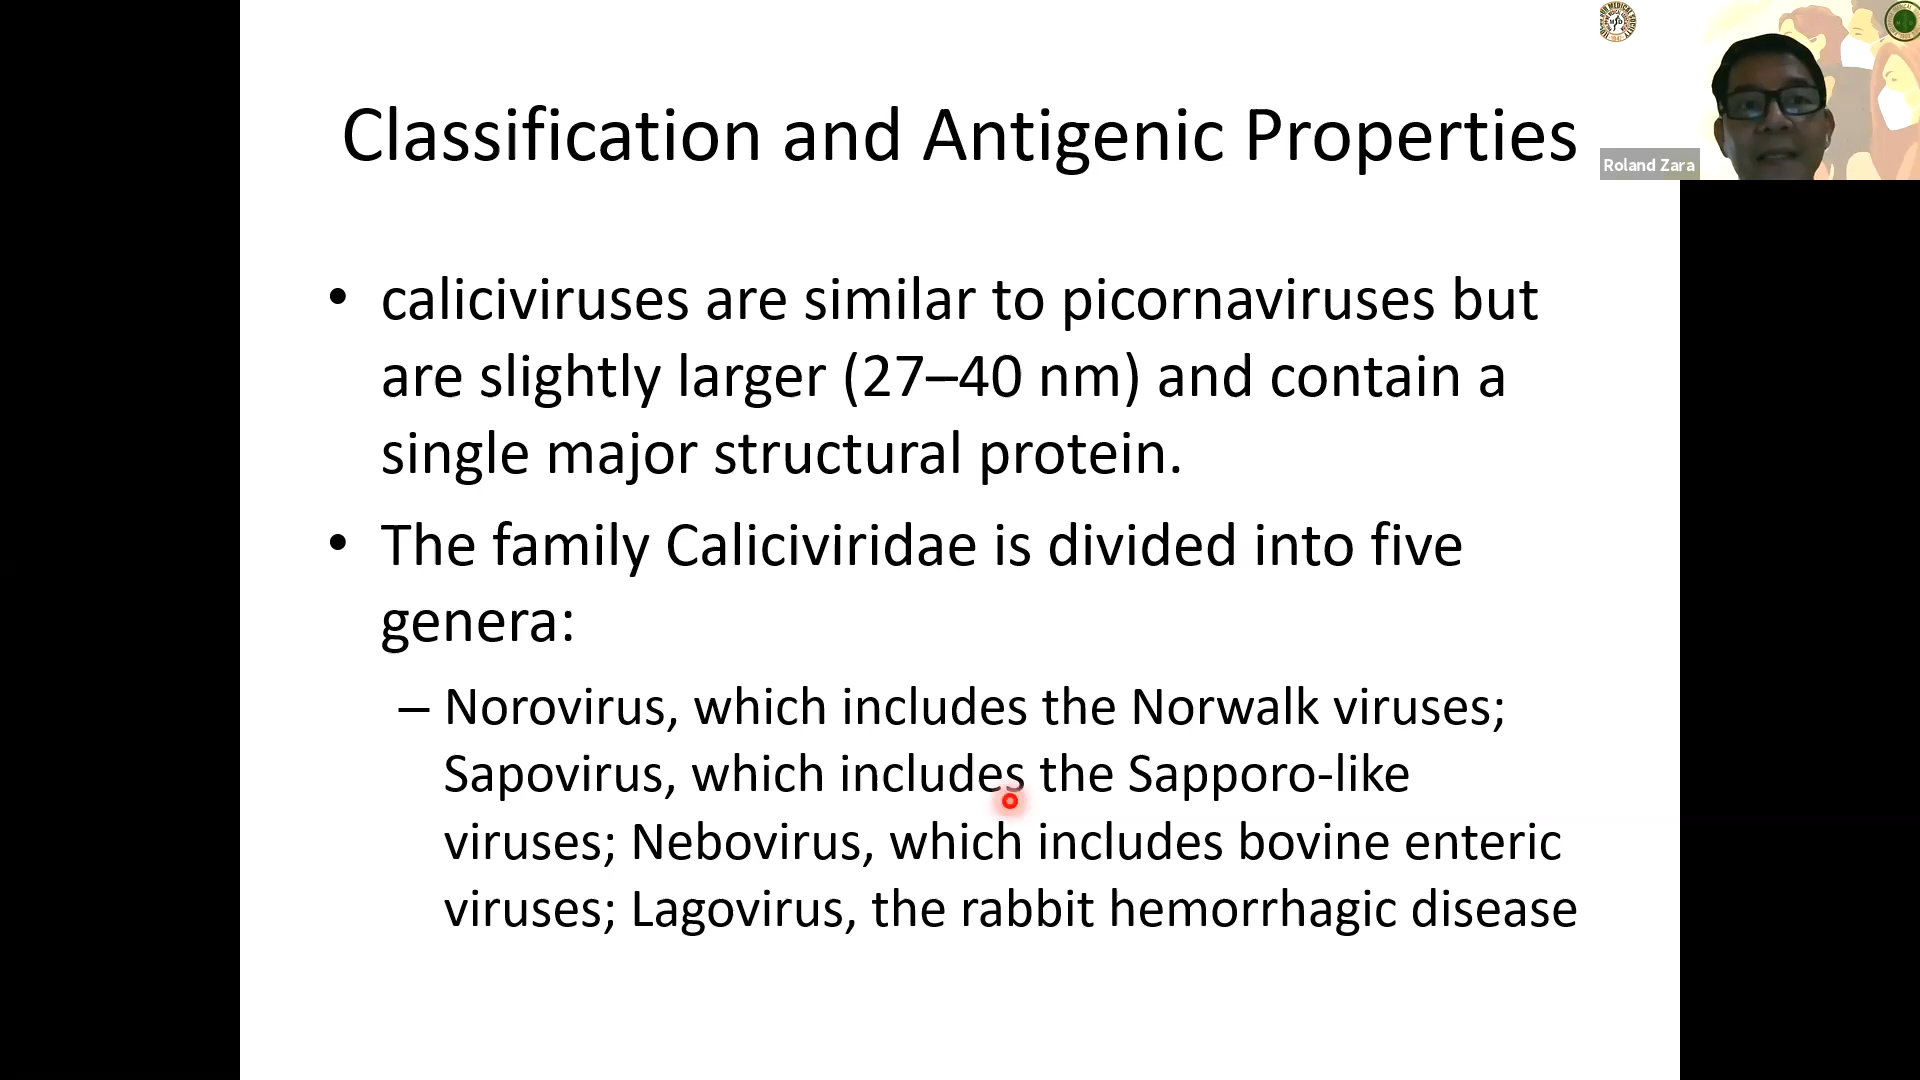 Classification and Antigenic Properties
Roland Zara
• caliciviruses are similar to picornaviruses but
are slightly larger (27–40 nm) and contain a
single major structural protein.
• The family Caliciviridae is divided into five
genera:
– Norovirus, which includes the Norwalk viruses;
Sapovirus, which includes the Sapporo-like
viruses; Nebovirus, which includes bovine enteric
viruses; Lagovirus, the rabbit hemorrhagic disease